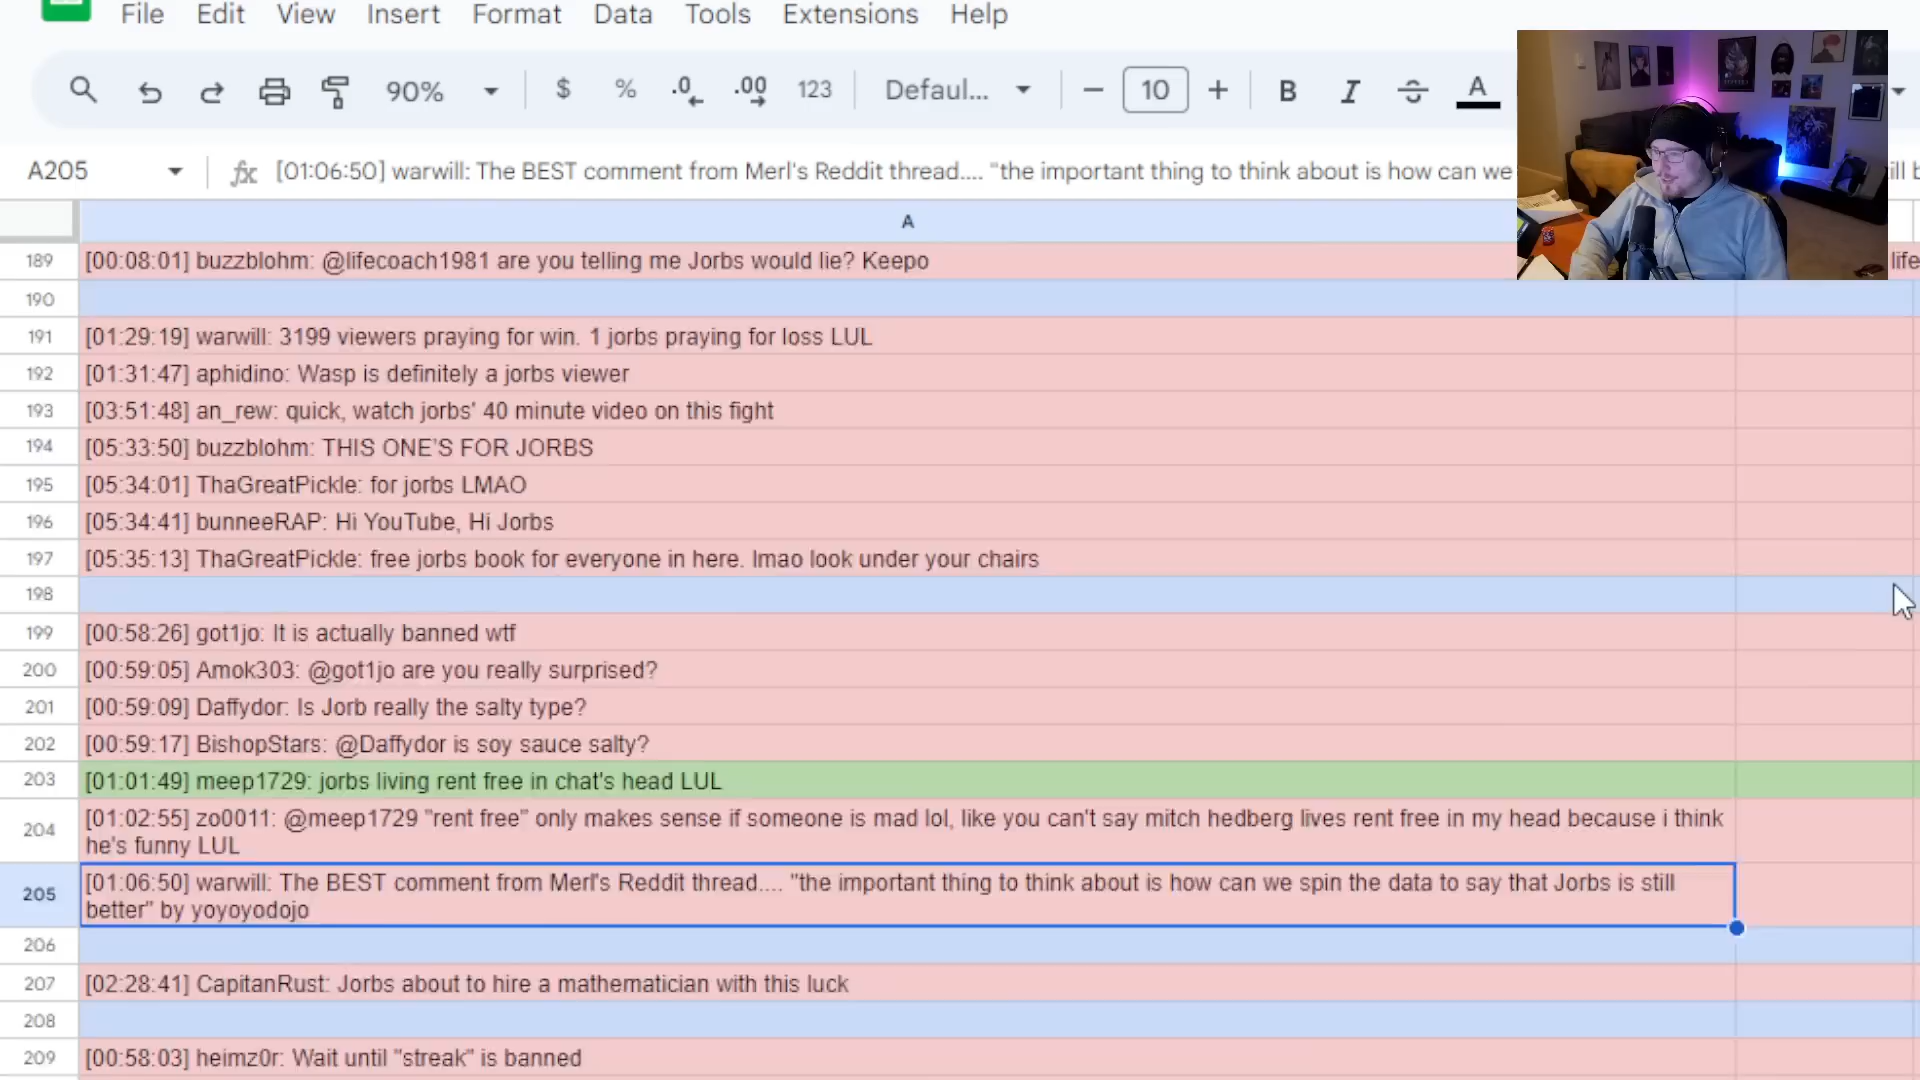 File Edit View Insert Format Data Tools Extensions Help
90% $ % .0 .00 123 Defaul... 10 B I A
A205 fx [01:06:50] warwill: The BEST comment from Merl's Reddit thread.... "the important thing to think about is how can we
A
189 [00:08:01] buzzblohm: @lifecoach1981 are you telling me Jorbs would lie? Keepo life
190
191 [01:29:19] warwill: 3199 viewers praying for win. 1 jorbs praying for loss LUL
192 [01:31:47] aphidino: Wasp is definitely a jorbs viewer
193 [03:51:48] an_rew: quick, watch jorbs' 40 minute video on this fight
194 [05:33:50] buzzblohm: THIS ONE'S FOR JORBS
195 [05:34:01] ThaGreatPickle: for jorbs LMAO
196 [05:34:41] bunneeRAP: Hi YouTube, Hi Jorbs
197 [05:35:13] ThaGreatPickle: free jorbs book for everyone in here. lmao look under your chairs
198
199 [00:58:26] got1jo: It is actually banned wtf
200 [00:59:05] Amok303: @got1jo are you really surprised?
201 [00:59:09] Daffydor: Is Jorb really the salty type?
202 [00:59:17] BishopStars: @Daffydor is soy sauce salty?
203 [01:01:49] meep1729: jorbs living rent free in chat's head LUL
204 [01:02:55] zo0011: @meep1729 "rent free" only makes sense if someone is mad lol, like you can't say mitch hedberg lives rent free in my head because i think
he's funny LUL
205 [01:06:50] warwill: The BEST comment from Merl's Reddit thread.... "the important thing to think about is how can we spin the data to say that Jorbs is still
better" by yoyoyodojo
206
207 [02:28:41] CapitanRust: Jorbs about to hire a mathematician with this luck
208
209 [00:58:03] heimz0r: Wait until "streak" is banned